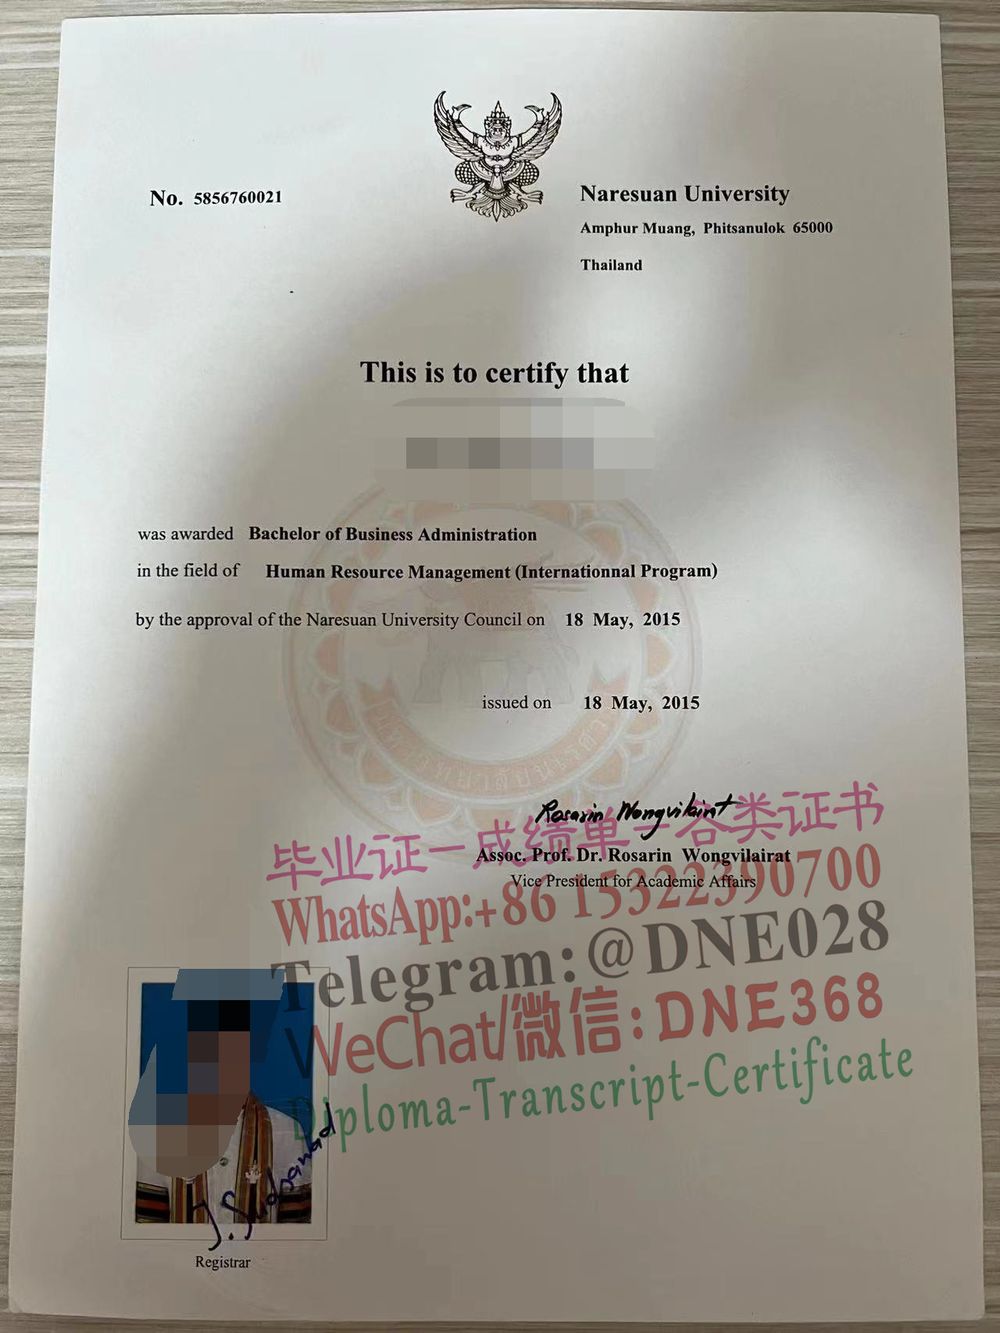 No. 5856760021
Naresuan University
Amphur Muang, Phitsanulok 65000
Thailand
This is to certify that
was awarded Bachelor of Business Administration
in the field of Human Resource Management (Internationnal Program)
by the approval of the Naresuan University Council on 18 May, 2015
issued on 18 May, 2015
Rosarin Wongvilairat
毕业证一成绩单一各类证书
Assoc. Prof. Dr. Rosarin Wongvilairat
Vice President for Academic Affairs
WhatsApp:+86 15322390700
Telegram:@DNE028
WeChat/微信:DNE368
Diploma-Transcript-Certificate
Registrar